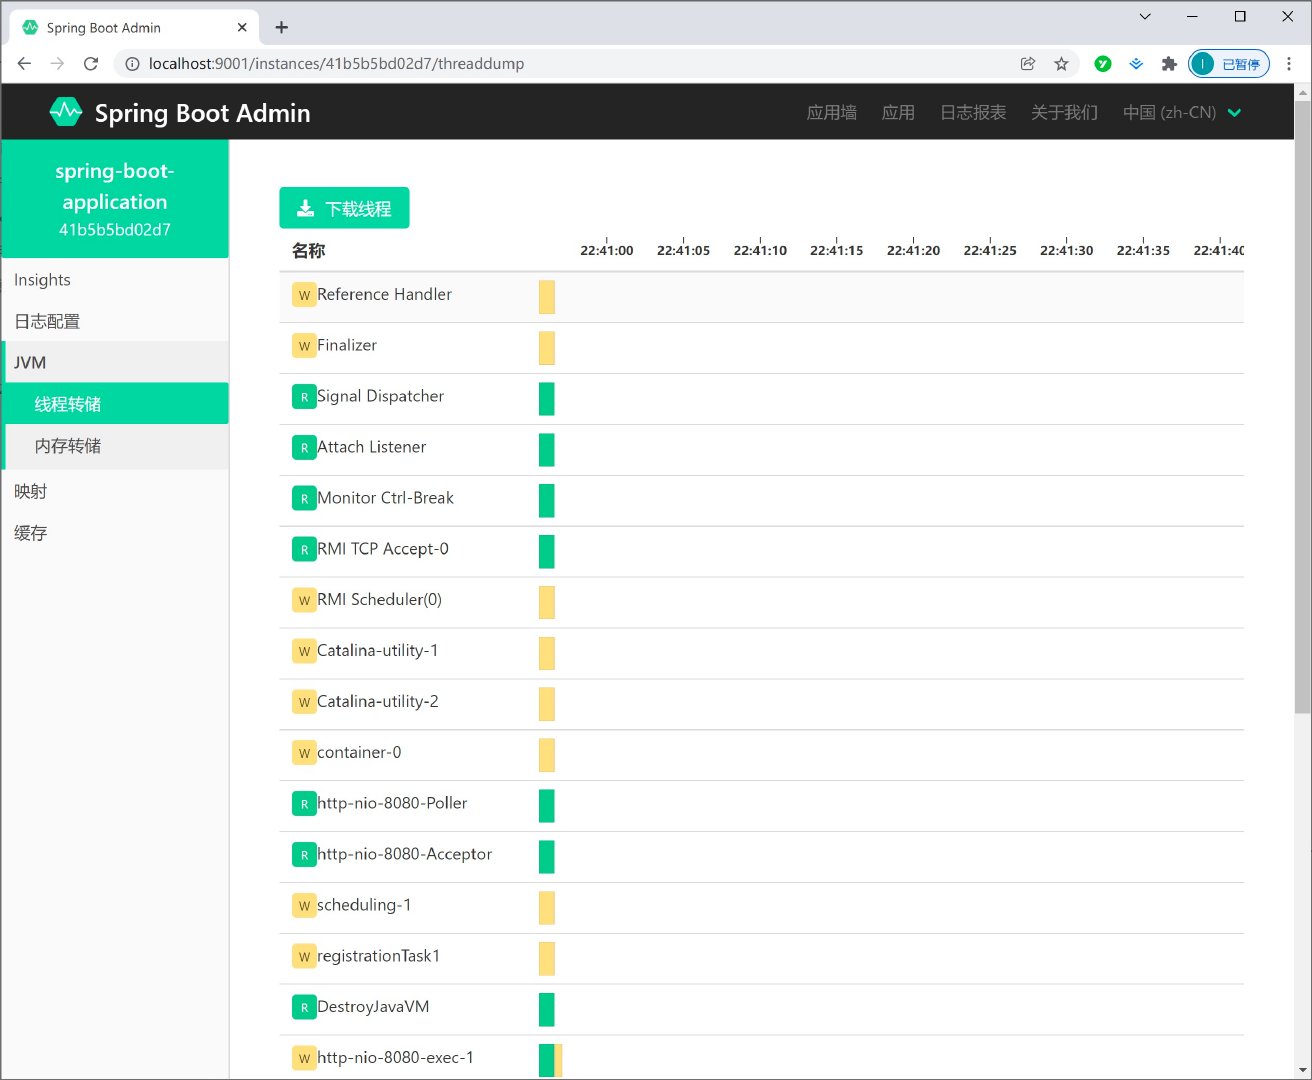 Spring Boot Admin
localhost:9001/instances/41b5b5bd02d7/threaddump
I 已暂停
Spring Boot Admin 应用墙 应用 日志报表 关于我们 中国 (zh-CN)
spring-boot-
application
41b5b5bd02d7
Insights
日志配置
JVM
线程转储
内存转储
映射
缓存
下载线程
名称 22:41:00 22:41:05 22:41:10 22:41:15 22:41:20 22:41:25 22:41:30 22:41:35 22:41:40
W Reference Handler
W Finalizer
R Signal Dispatcher
R Attach Listener
R Monitor Ctrl-Break
R RMI TCP Accept-0
W RMI Scheduler(0)
W Catalina-utility-1
W Catalina-utility-2
W container-0
R http-nio-8080-Poller
R http-nio-8080-Acceptor
W scheduling-1
W registrationTask1
R DestroyJavaVM
W http-nio-8080-exec-1